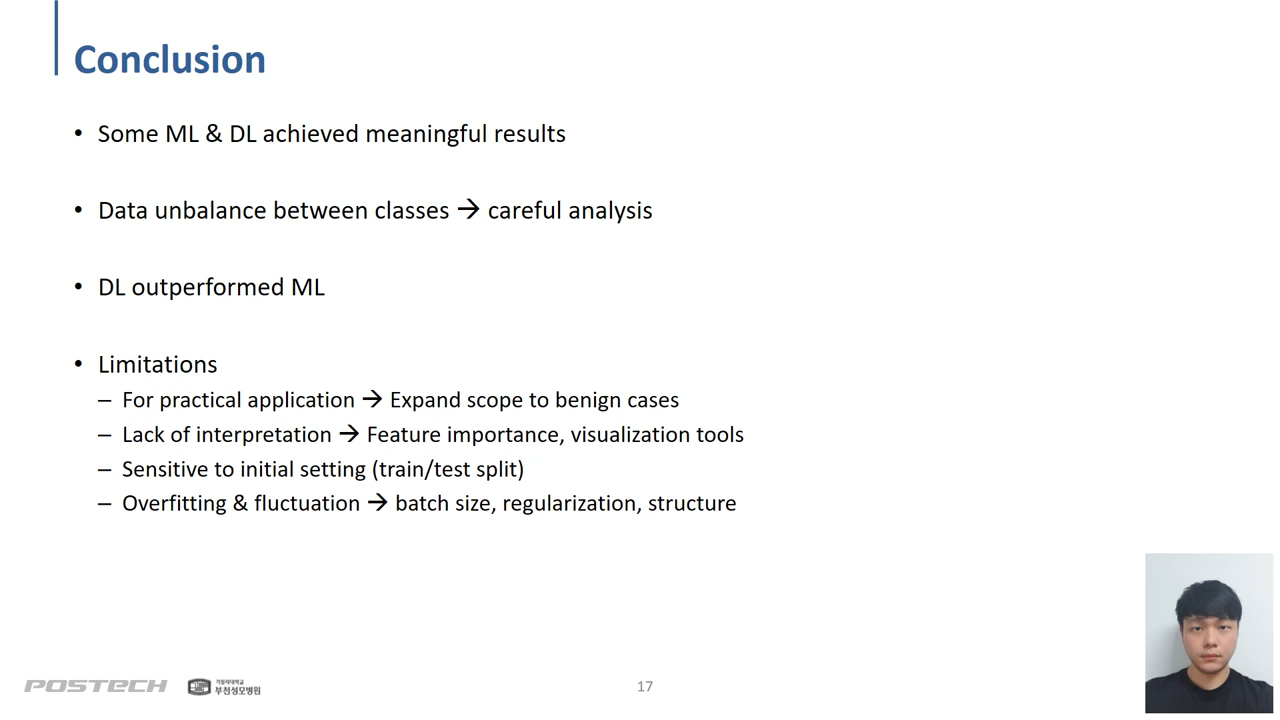 Conclusion
• Some ML & DL achieved meaningful results
• Data unbalance between classes → careful analysis
• DL outperformed ML
• Limitations
– For practical application → Expand scope to benign cases
– Lack of interpretation → Feature importance, visualization tools
– Sensitive to initial setting (train/test split)
– Overfitting & fluctuation → batch size, regularization, structure
POSTECH
가톨릭대학교
부천성모병원
17